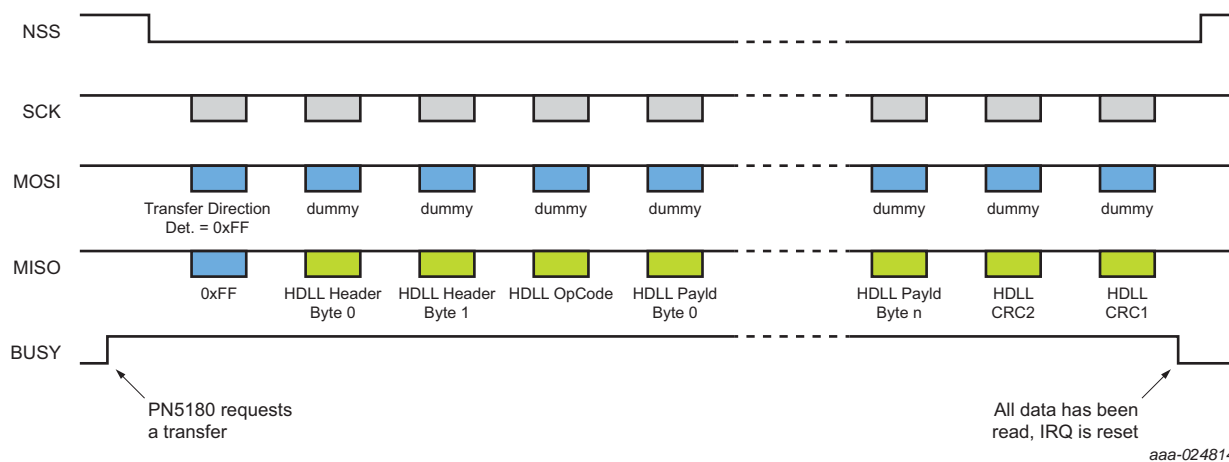 NSS
SCK
MOSI
Transfer Direction
Det. = 0xFF
dummy
dummy
dummy
dummy
dummy
dummy
dummy
MISO
0xFF
HDLL Header
Byte 0
HDLL Header
Byte 1
HDLL OpCode
HDLL Payld
Byte 0
HDLL Payld
Byte n
HDLL
CRC2
HDLL
CRC1
BUSY
PN5180 requests
a transfer
All data has been
read, IRQ is reset
aaa-024814